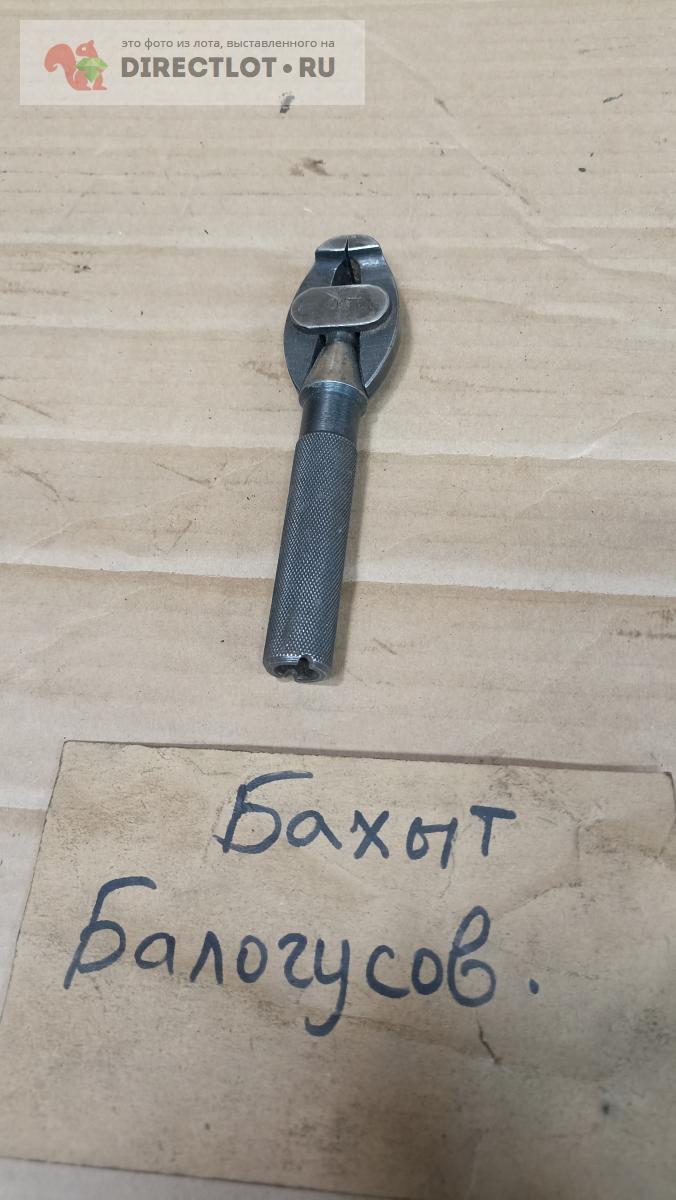 это фото из лота, выставленного на
DIRECTLOT•RU
Бахыт
Балогусов.